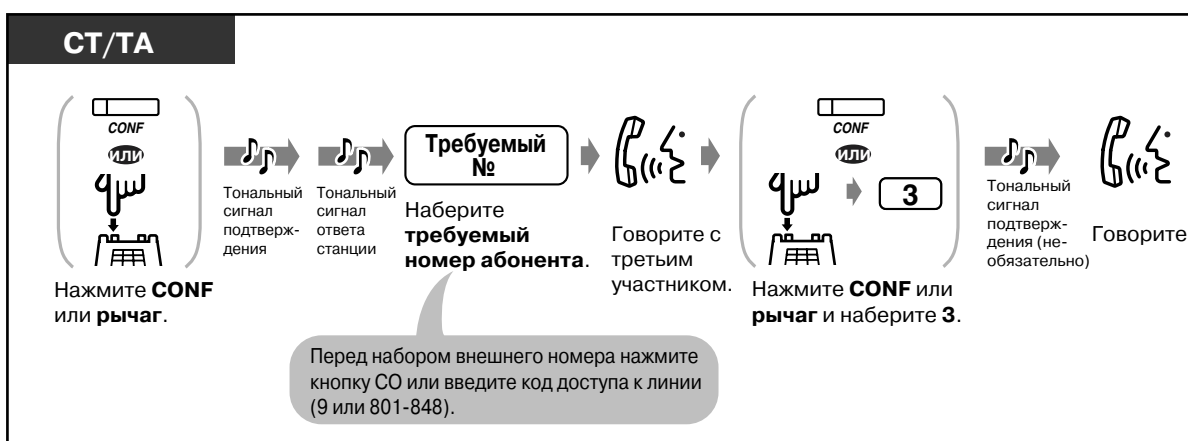 СТ/ТА
CONF
или
Нажмите CONF
или рычаг.
Тональный
сигнал
подтверж-
дения
Тональный
сигнал
ответа
станции
Требуемый
№
Наберите
требуемый
номер абонента.
Перед набором внешнего номера нажмите
кнопку СО или введите код доступа к линии
(9 или 801-848).
Говорите с
третьим
участником.
CONF
или
3
Нажмите CONF или
рычаг и наберите 3.
Тональный
сигнал
подтверж-
дения (не-
обязательно)
Говорите